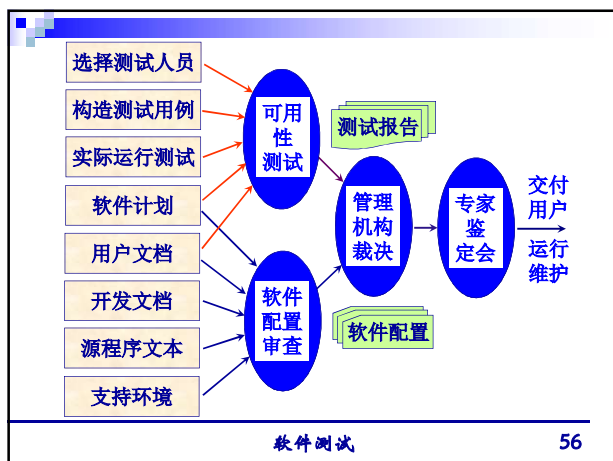 选择测试人员
构造测试用例
实际运行测试
软件计划
用户文档
开发文档
源程序文本
支持环境
可用
性
测试
软件
配置
审查
测试报告
管理
机构
裁决
软件配置
专家
鉴
定会
交付
用户
运行
维护
软件测试
56